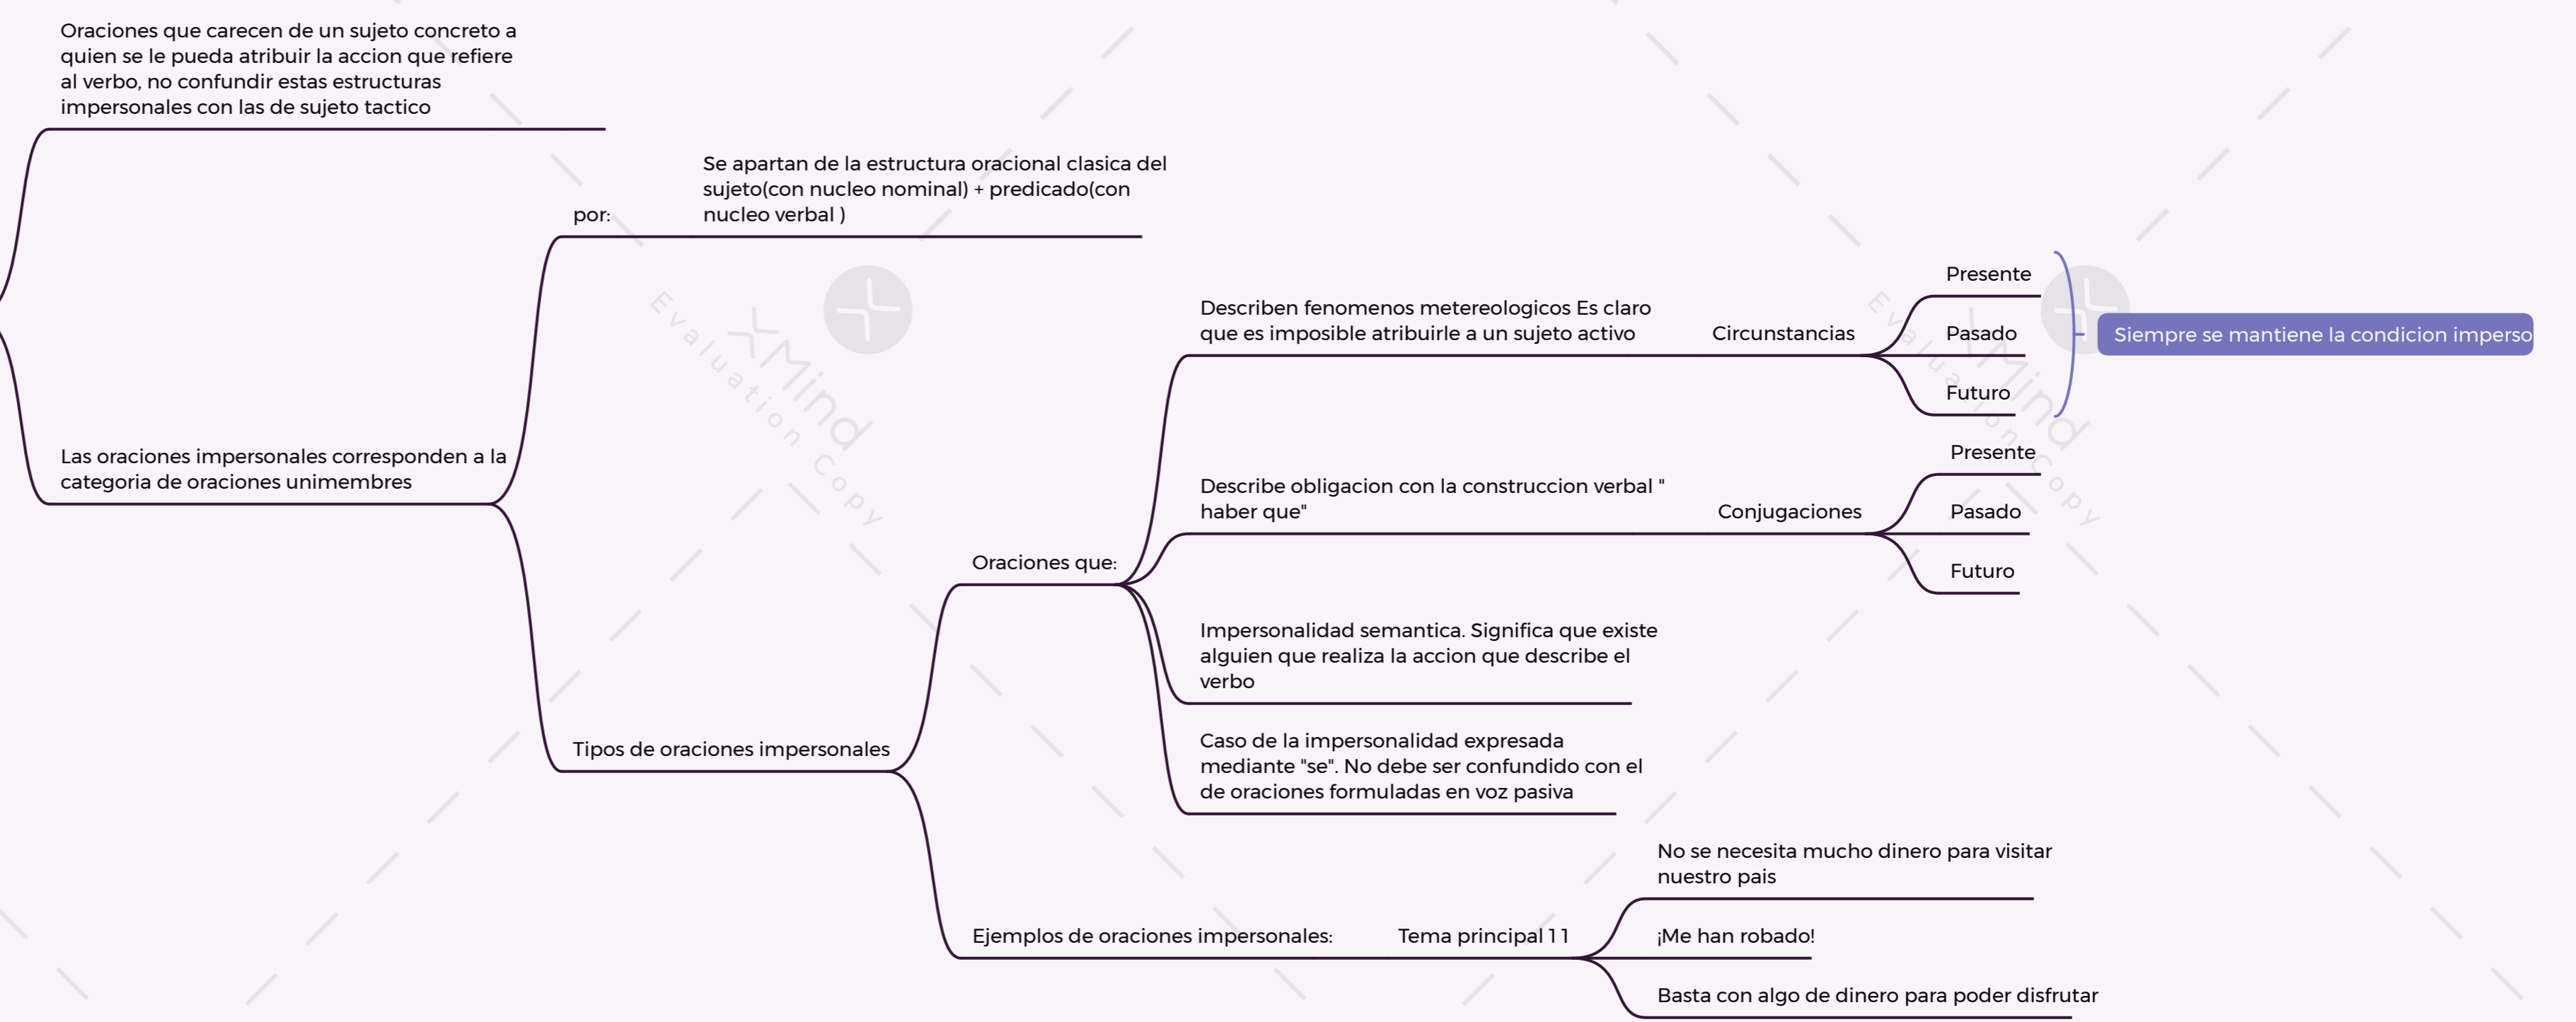 Oraciones que carecen de un sujeto concreto a
quien se le pueda atribuir la accion que refiere
al verbo, no confundir estas estructuras
impersonales con las de sujeto tactico
Las oraciones impersonales corresponden a la
categoria de oraciones unimembres
por:
Se apartan de la estructura oracional clasica del
sujeto(con nucleo nominal) + predicado(con
nucleo verbal )
Tipos de oraciones impersonales
Oraciones que:
Describen fenomenos metereologicos Es claro
que es imposible atribuirle a un sujeto activo
Circunstancias
Presente
Pasado
Futuro
Siempre se mantiene la condicion imperso
Describe obligacion con la construccion verbal "
haber que"
Conjugaciones
Presente
Pasado
Futuro
Impersonalidad semantica. Significa que existe
alguien que realiza la accion que describe el
verbo
Caso de la impersonalidad expresada
mediante "se". No debe ser confundido con el
de oraciones formuladas en voz pasiva
Ejemplos de oraciones impersonales:
Tema principal 11
No se necesita mucho dinero para visitar
nuestro pais
¡Me han robado!
Basta con algo de dinero para poder disfrutar
XMind
Evaluation Copy
XMind
Evaluation Copy